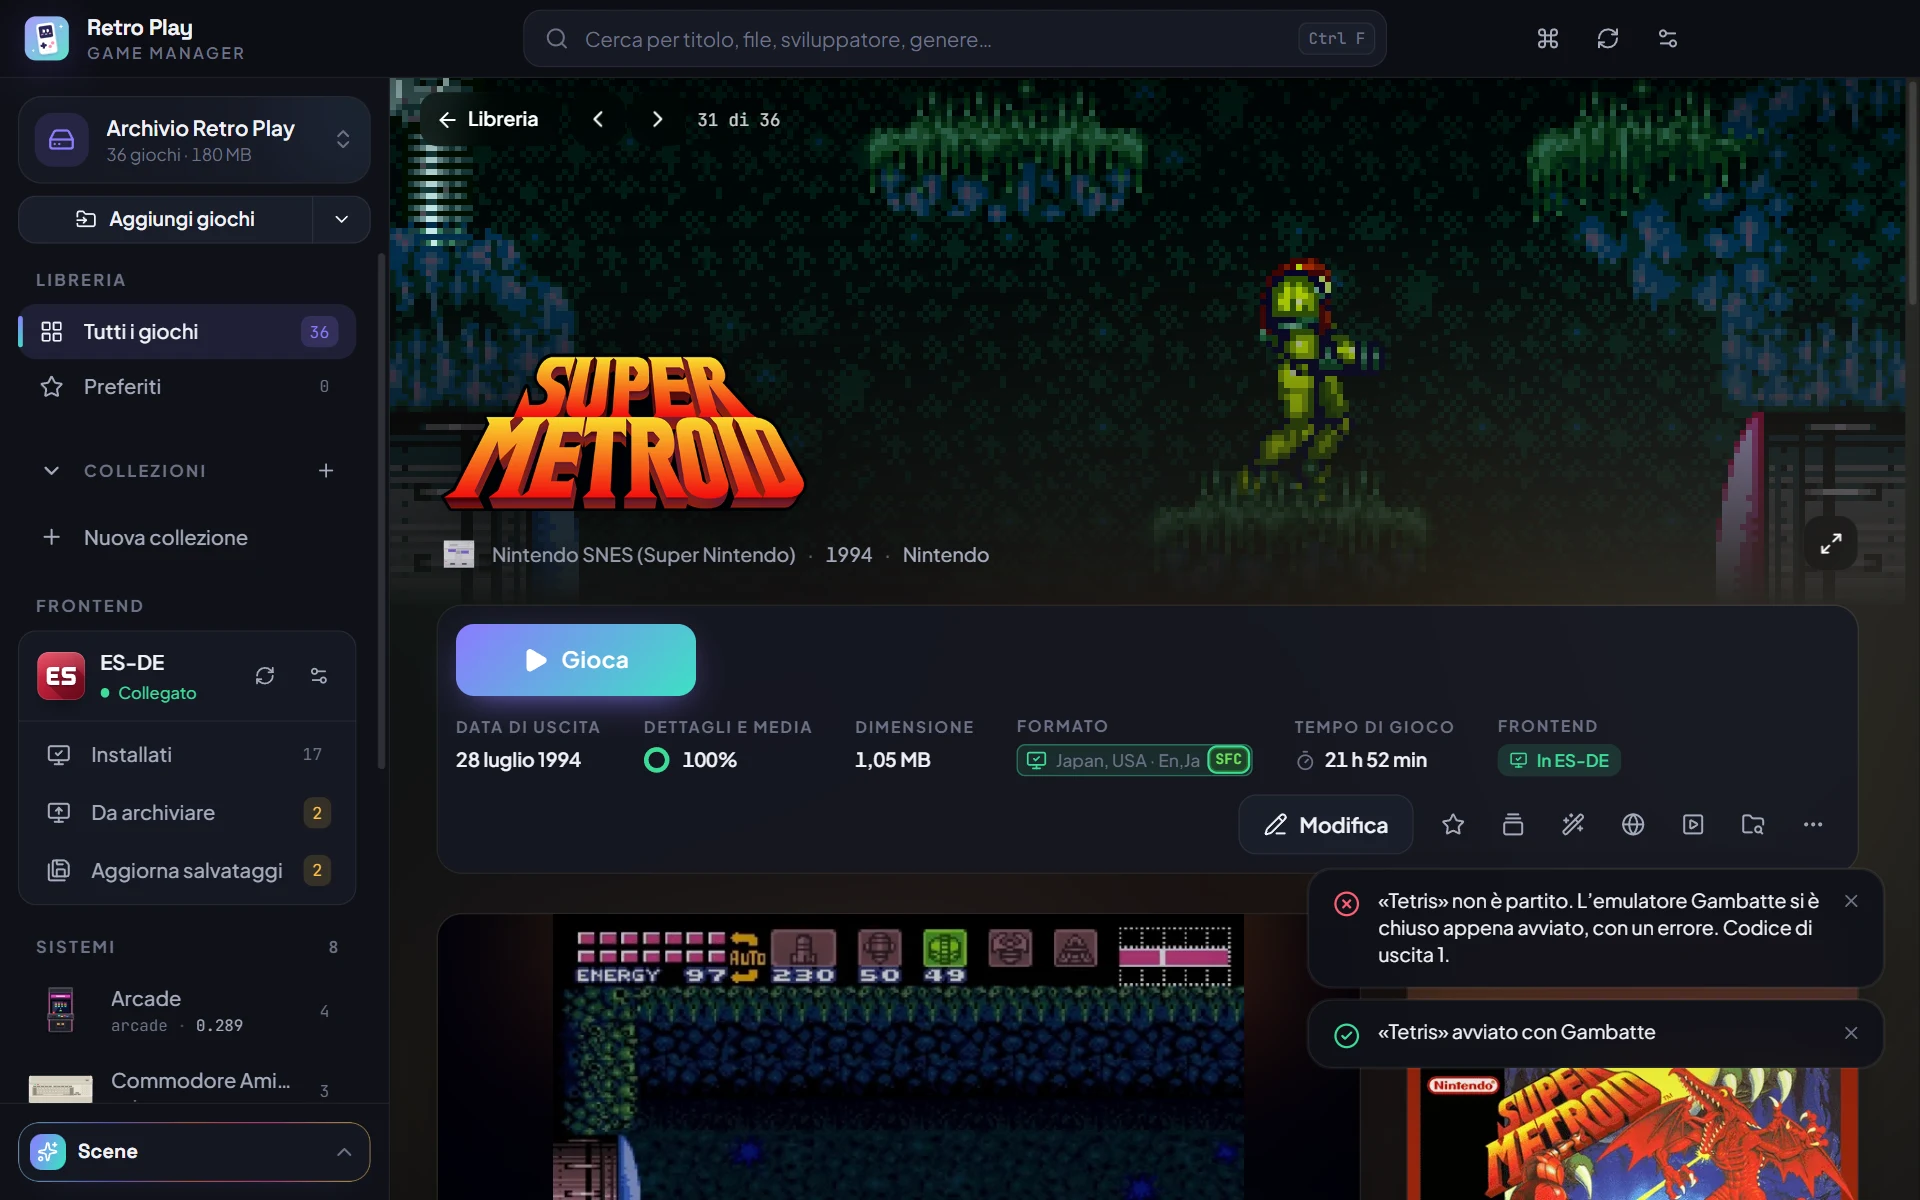 Retro Play
GAME MANAGER
Cerca per titolo, file, sviluppatore, genere…
Ctrl F
Archivio Retro Play
36 giochi · 180 MB
Aggiungi giochi
LIBRERIA
Tutti i giochi
36
Preferiti
0
COLLEZIONI
Nuova collezione
FRONTEND
ES
ES-DE
Collegato
Installati
17
Da archiviare
2
Aggiorna salvataggi
2
SISTEMI
8
Arcade
arcade · 0.289
4
Commodore Ami…
3
Scene
Libreria
31 di 36
SUPER
METROID
Nintendo SNES (Super Nintendo) · 1994 · Nintendo
Gioca
DATA DI USCITA
28 luglio 1994
DETTAGLI E MEDIA
100%
DIMENSIONE
1,05 MB
FORMATO
Japan, USA · En,Ja
SFC
TEMPO DI GIOCO
21 h 52 min
FRONTEND
In ES-DE
Modifica
ENERGY 97
AUTO
230
50
49
«Tetris» non è partito. L’emulatore Gambatte si è
chiuso appena avviato, con un errore. Codice di
uscita 1.
«Tetris» avviato con Gambatte
Nintendo
SUPER
METROID